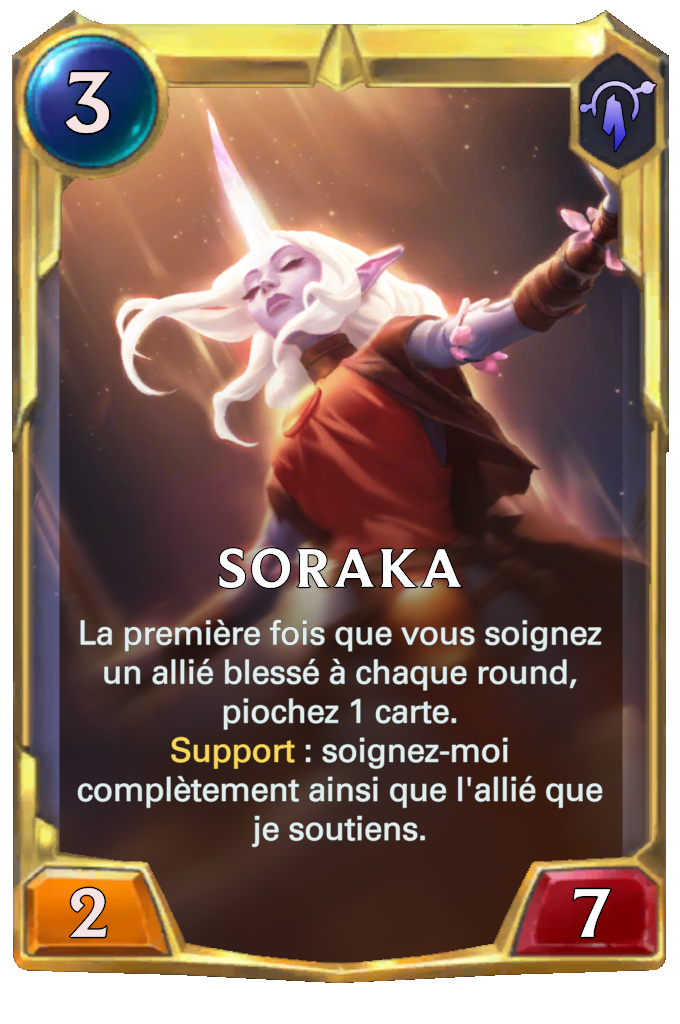 3
SORAKA
La première fois que vous soignez
un allié blessé à chaque round,
piochez 1 carte.
Support : soignez-moi
complètement ainsi que l'allié que
je soutiens.
2
7